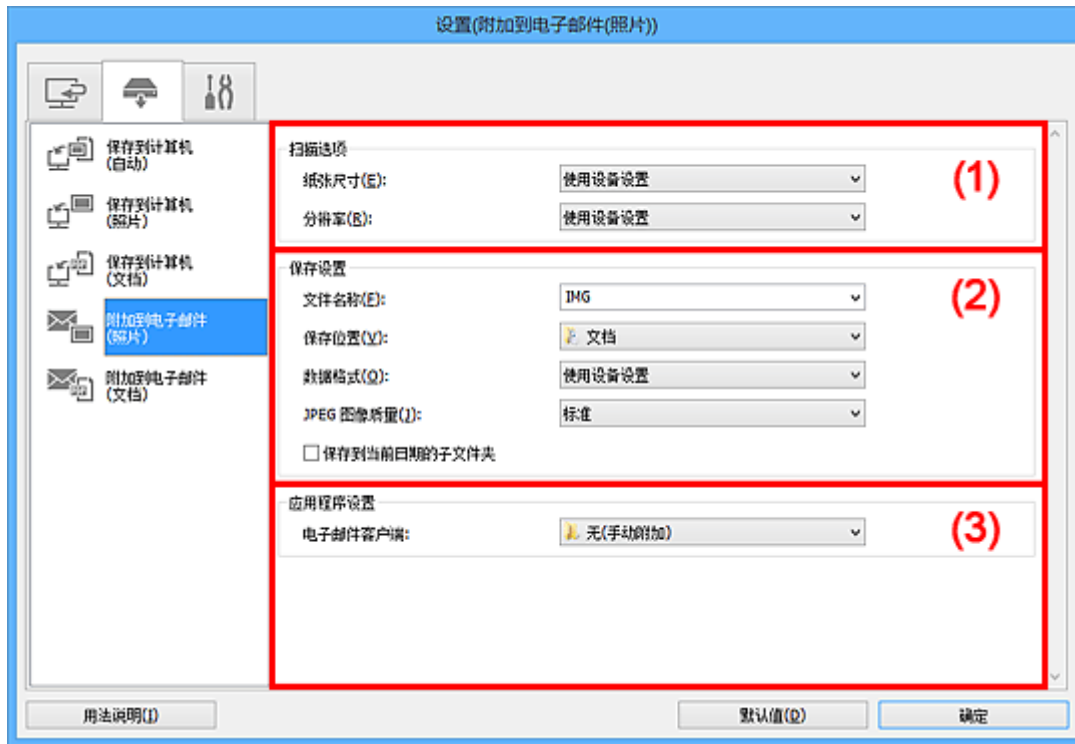 设置(附加到电子邮件(照片))
保存到计算机
(自动)
保存到计算机
(照片)
保存到计算机
(文档)
附加到电子邮件
(照片)
附加到电子邮件
(文档)
扫描选项
纸张尺寸(E): 使用设备设置
分辨率(R): 使用设备设置
(1)
保存设置
文件名称(F): IMG
保存位置(V): 文档
数据格式(O): 使用设备设置
JPEG 图像质量(J): 标准
保存到当前日期的子文件夹
(2)
应用程序设置
电子邮件客户端: 无(手动附加)
(3)
用法说明(I) 默认值(D) 确定